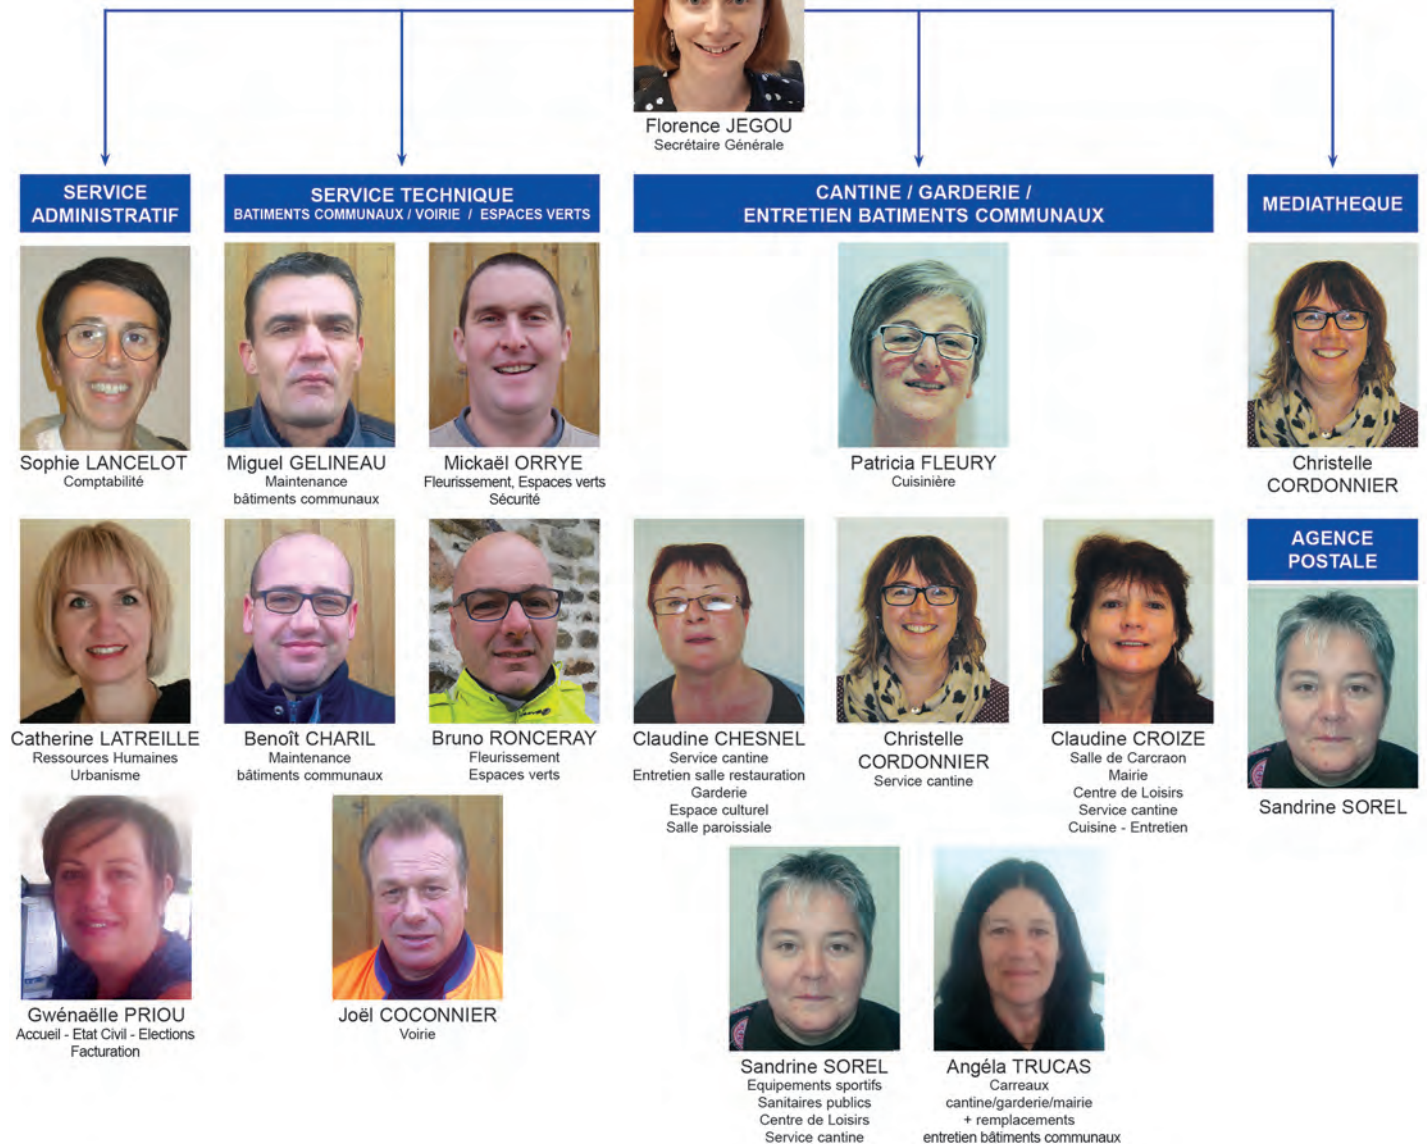 Florence JEGOU
Secrétaire Générale
SERVICE
ADMINISTRATIF
Sophie LANCELOT
Comptabilité
Catherine LATREILLE
Ressources Humaines
Urbanisme
Gwénaëlle PRIOU
Accueil - Etat Civil - Elections
Facturation
SERVICE TECHNIQUE
BATIMENTS COMMUNAUX / VOIRIE / ESPACES VERTS
Miguel GELINEAU
Maintenance
bâtiments communaux
Mickaël ORRYE
Fleurissement, Espaces verts
Sécurité
Benoît CHARIL
Maintenance
bâtiments communaux
Bruno RONCERAY
Fleurissement
Espaces verts
Joël COCONNIER
Voirie
CANTINE / GARDERIE /
ENTRETIEN BATIMENTS COMMUNAUX
Patricia FLEURY
Cuisinière
Claudine CHESNEL
Service cantine
Entretien salle restauration
Garderie
Espace culturel
Salle paroissiale
Christelle
CORDONNIER
Service cantine
Claudine CROIZE
Salle de Carcraon
Mairie
Centre de Loisirs
Service cantine
Cuisine - Entretien
Sandrine SOREL
Equipements sportifs
Sanitaires publics
Centre de Loisirs
Service cantine
Angéla TRUCAS
Carreaux
cantine/garderie/mairie
+ remplacements
entretien bâtiments communaux
MEDIATHEQUE
Christelle
CORDONNIER
AGENCE
POSTALE
Sandrine SOREL